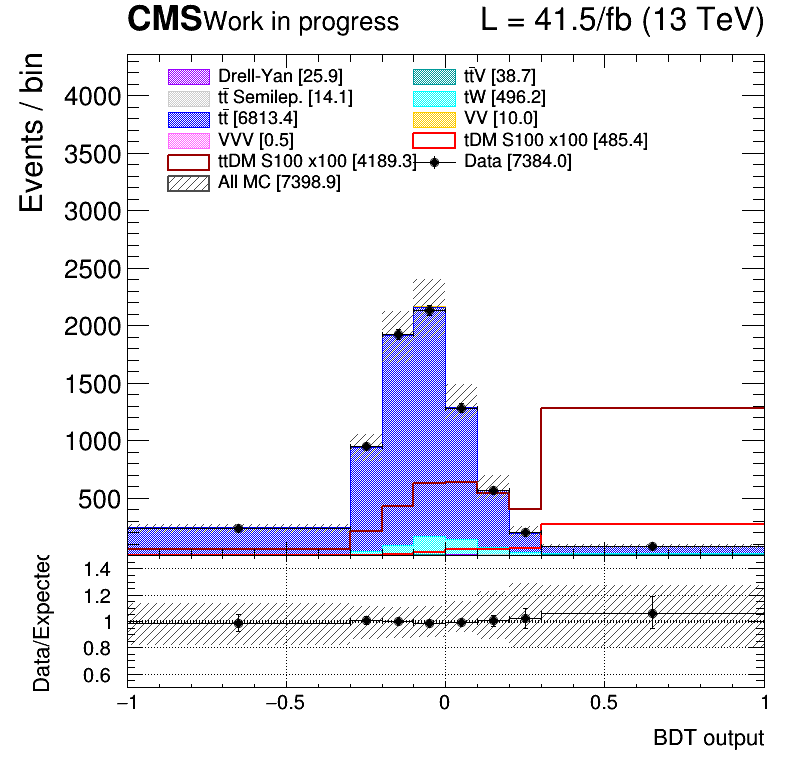 CMS Work in progress L = 41.5/fb (13 TeV)
Events / bin
Drell-Yan [25.9] tt̄V [38.7]
tt̄ Semilep. [14.1] tW [496.2]
tt̄ [6813.4] VV [10.0]
VVV [0.5] tDM S100 x100 [485.4]
ttDM S100 x100 [4189.3] Data [7384.0]
All MC [7398.9]
4000
3500
3000
2500
2000
1500
1000
500
Data/Expected
1.4
1.2
1
0.8
0.6
−1 −0.5 0 0.5 1
BDT output